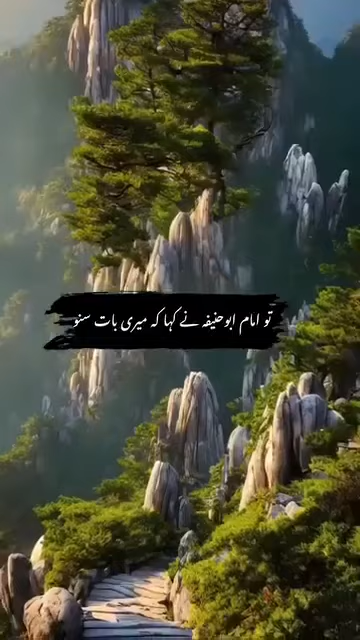 تو امام ابوحنیفہ نے کہا کہ میری بات سنو